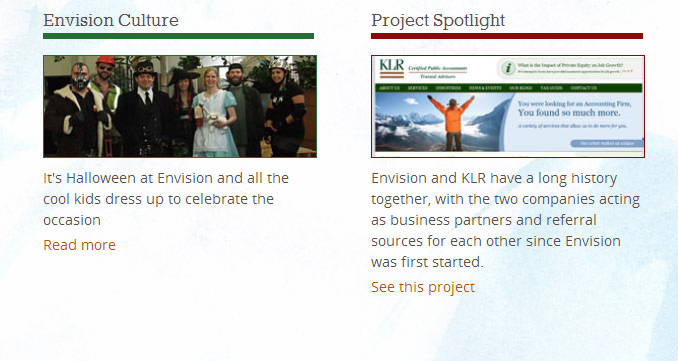 Envision Culture
It's Halloween at Envision and all the
cool kids dress up to celebrate the
occasion
Read more
Project Spotlight
KLR Certified Public Accountants
Trusted Advisors
What is the Impact of Private Equity on Job Growth?
ABOUT US SERVICES INDUSTRIES NEWS & EVENTS OUR BLOGS TAX GUIDE CONTACT US
You were looking for an Accounting Firm,
You found so much more.
a variety of services that allow us to do more for you.
Envision and KLR have a long history
together, with the two companies acting
as business partners and referral
sources for each other since Envision
was first started.
See this project